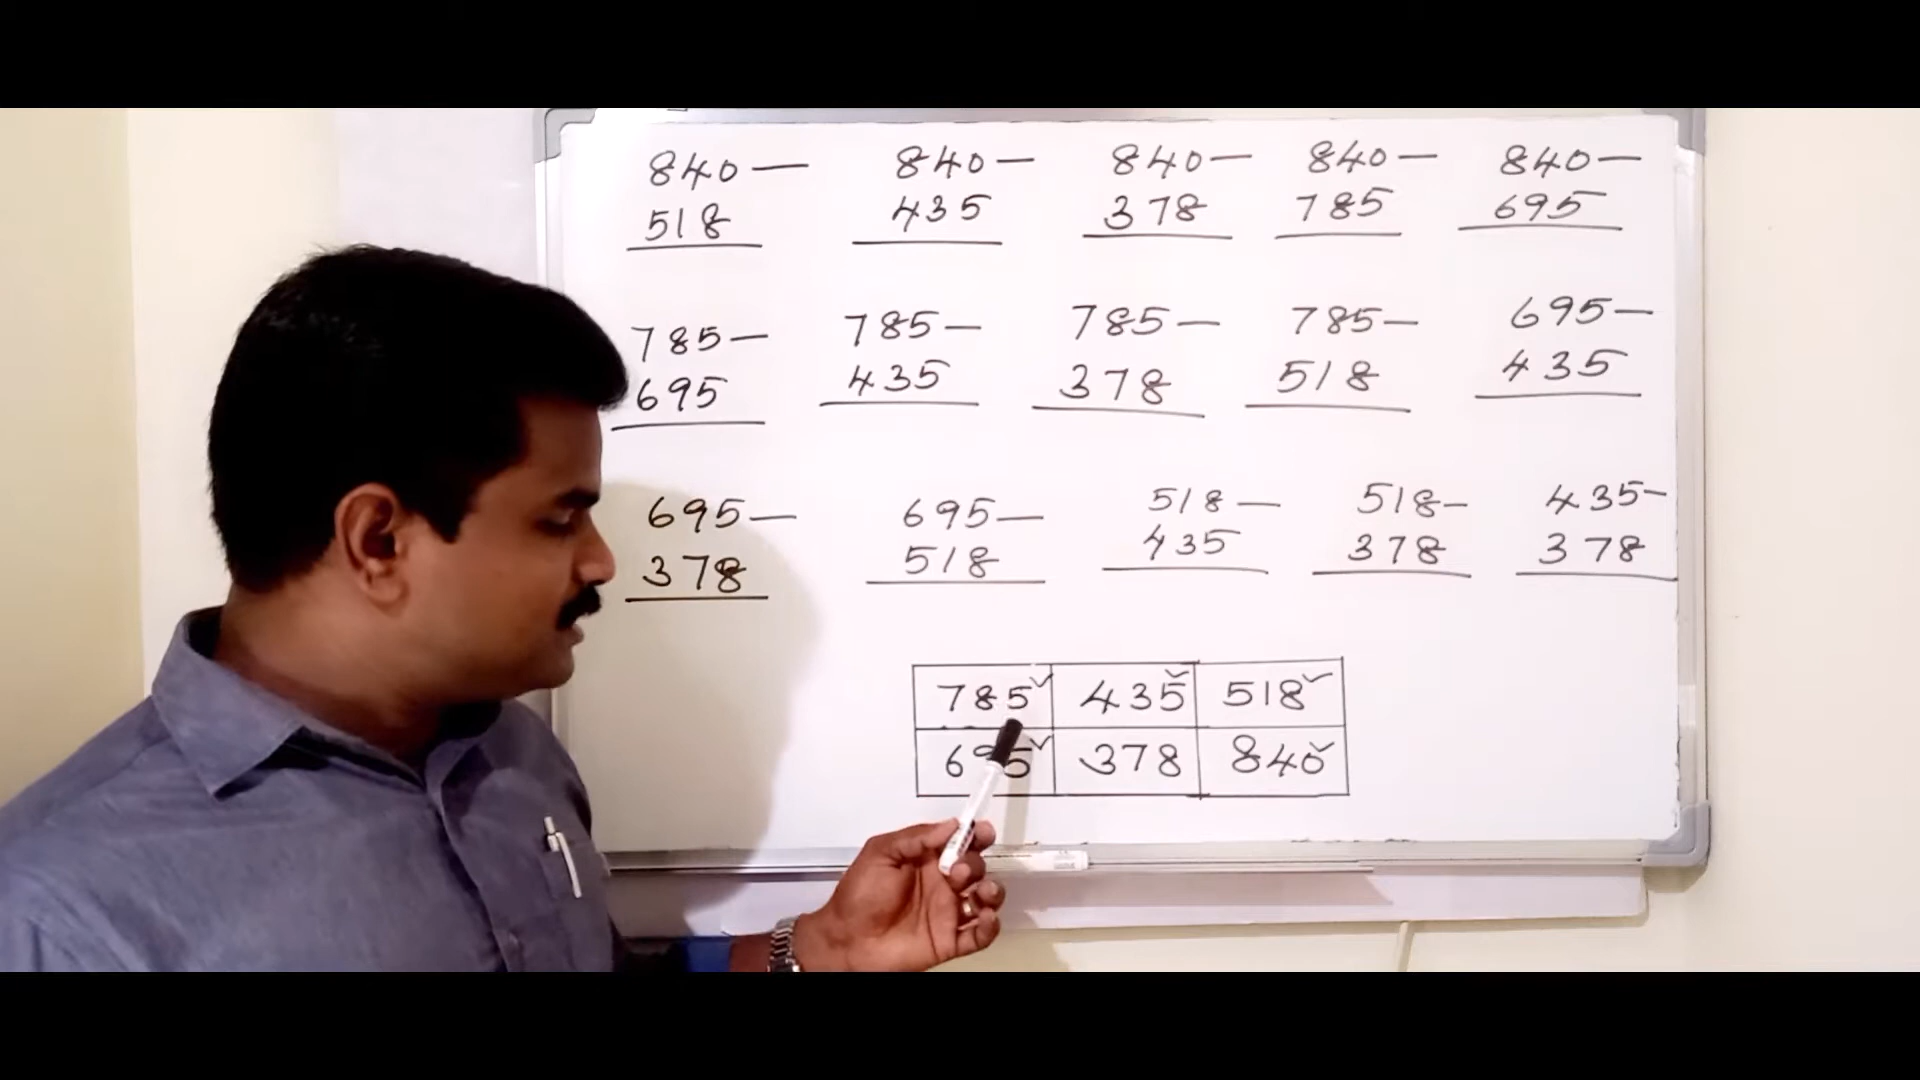 840— 840— 840— 840— 840—
518 435 378 785 695
785— 785— 785— 785— 695—
695 435 378 518 435
695— 695— 518— 518— 435—
378 518 435 378 378
785✓ 435✓ 518✓
695✓ 378 840✓